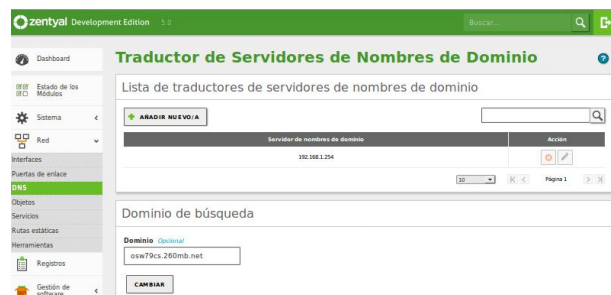 zentyal Development Edition 5.0
Buscar...
Dashboard
Estado de los
Módulos
Sistema
Red
Interfaces
Puertas de enlace
DNS
Objetos
Servicios
Rutas estáticas
Herramientas
Registros
Gestión de
software
Traductor de Servidores de Nombres de Dominio
Lista de traductores de servidores de nombres de dominio
AÑADIR NUEVO/A
Servidor de nombres de dominio Acción
192.168.1.254
10 Página 1
Dominio de búsqueda
Dominio Opcional
osw79cs.260mb.net
CAMBIAR